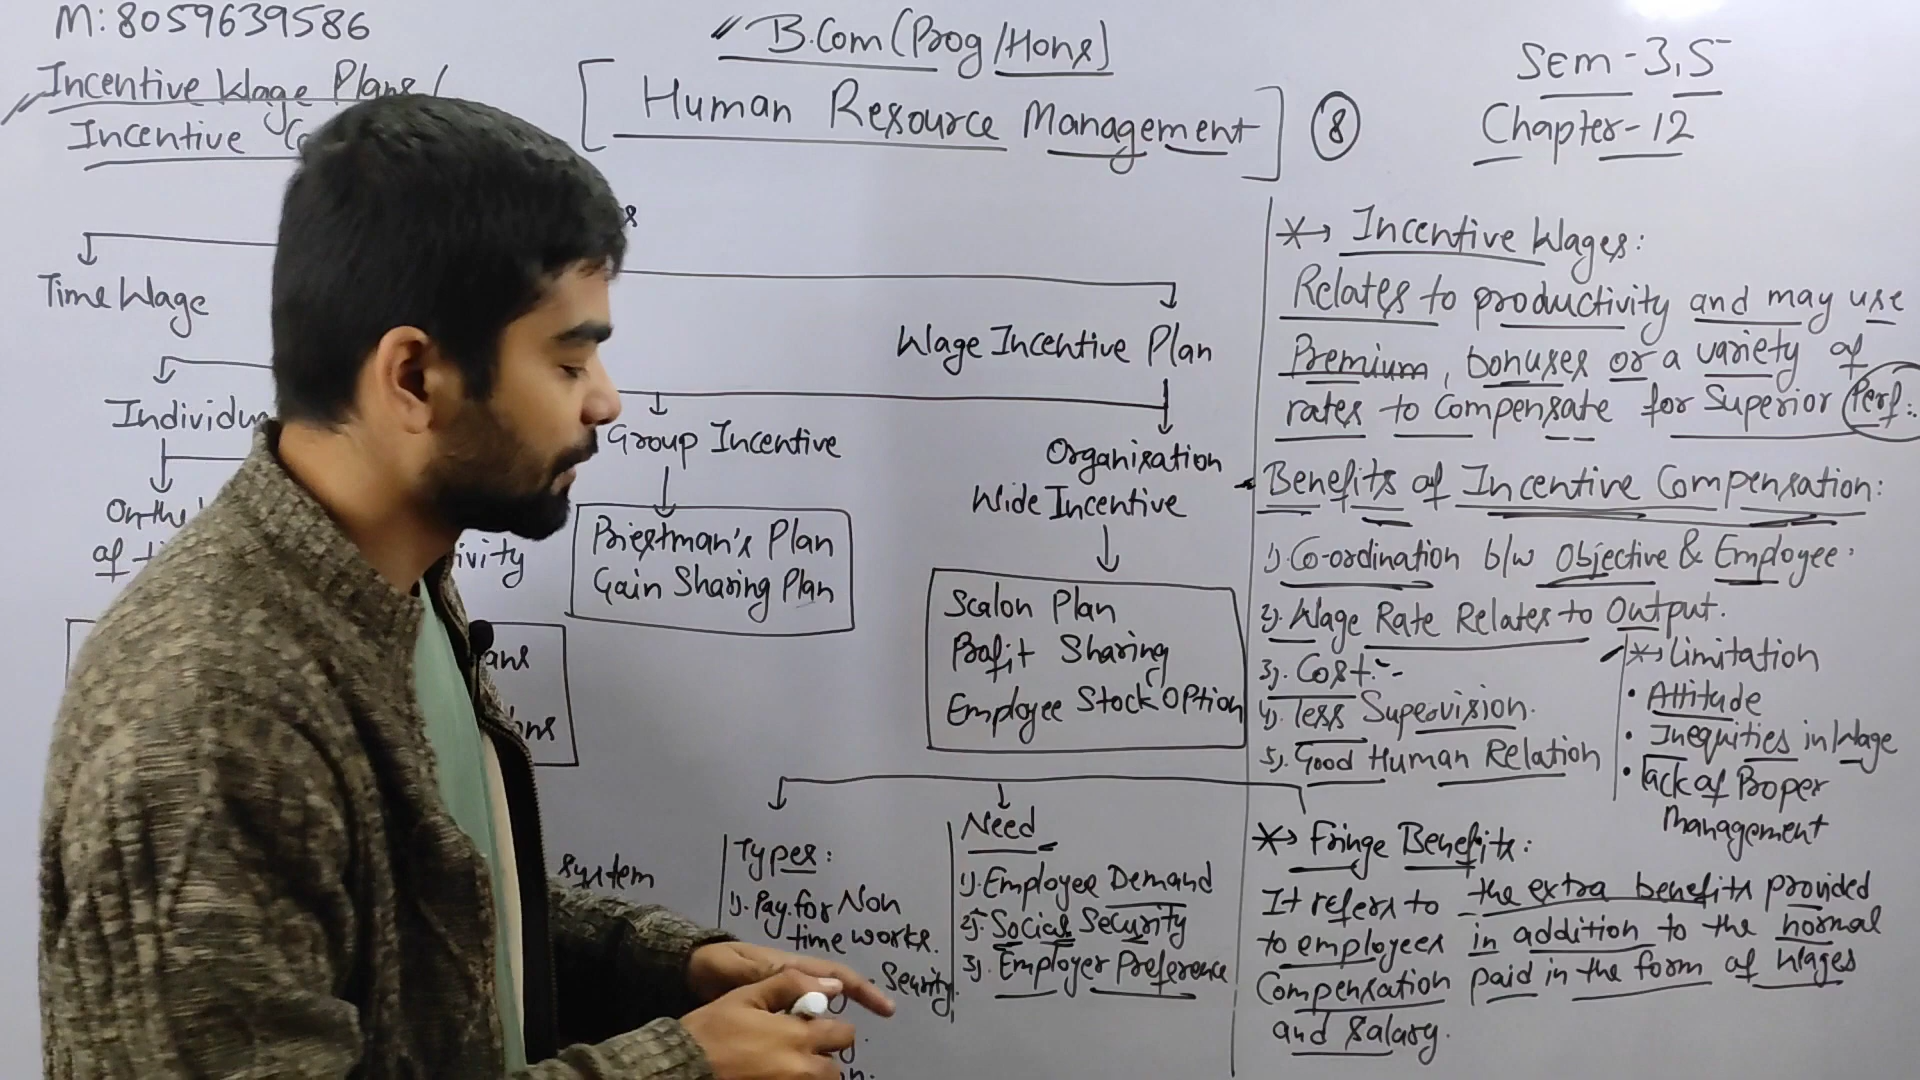 M: 8059639586
B.Com (Prog/Hons)
Human Resource Management
8
Sem-3,5
Chapter-12
Incentive Wage Plans/
Incentive
Time Wage
Wage Incentive Plan
Group Incentive
Organisation
Wide Incentive
On the
of
Priestman's Plan
Gain Sharing Plan
Scalon Plan
Profit Sharing
Employee Stock Option
Incentive Wages:
Relates to productivity and may use
Premium, bonuses or a variety of
rates to compensate for Superior Perf.:
Benefits of Incentive Compensation:
1). Co-ordination b/w Objective & Employee.
2). Wage Rate Relates to Output.
3). Cost:-
4). less Supervision.
5). Good Human Relation
Limitation
• Attitude
• Inequities in Wage
• lack of Proper
Management
Types:
1). Pay for Non
time works.
system
Need
1). Employee Demand
2). Social Security
3). Employer Preference
Fringe Benefits:
It refers to the extra benefits provided
to employees in addition to the normal
Compensation paid in the form of Wages
and Salary.